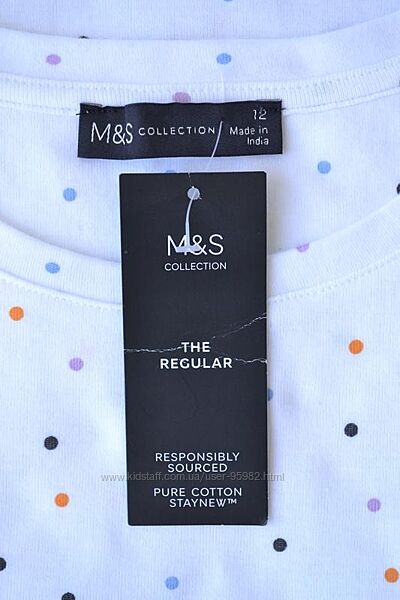 M&S COLLECTION
12
Made in
India
M&S
COLLECTION
THE
REGULAR
RESPONSIBLY
SOURCED
www.kidstaff.com.ua/user-95982.html
PURE COTTON
STAYNEW™